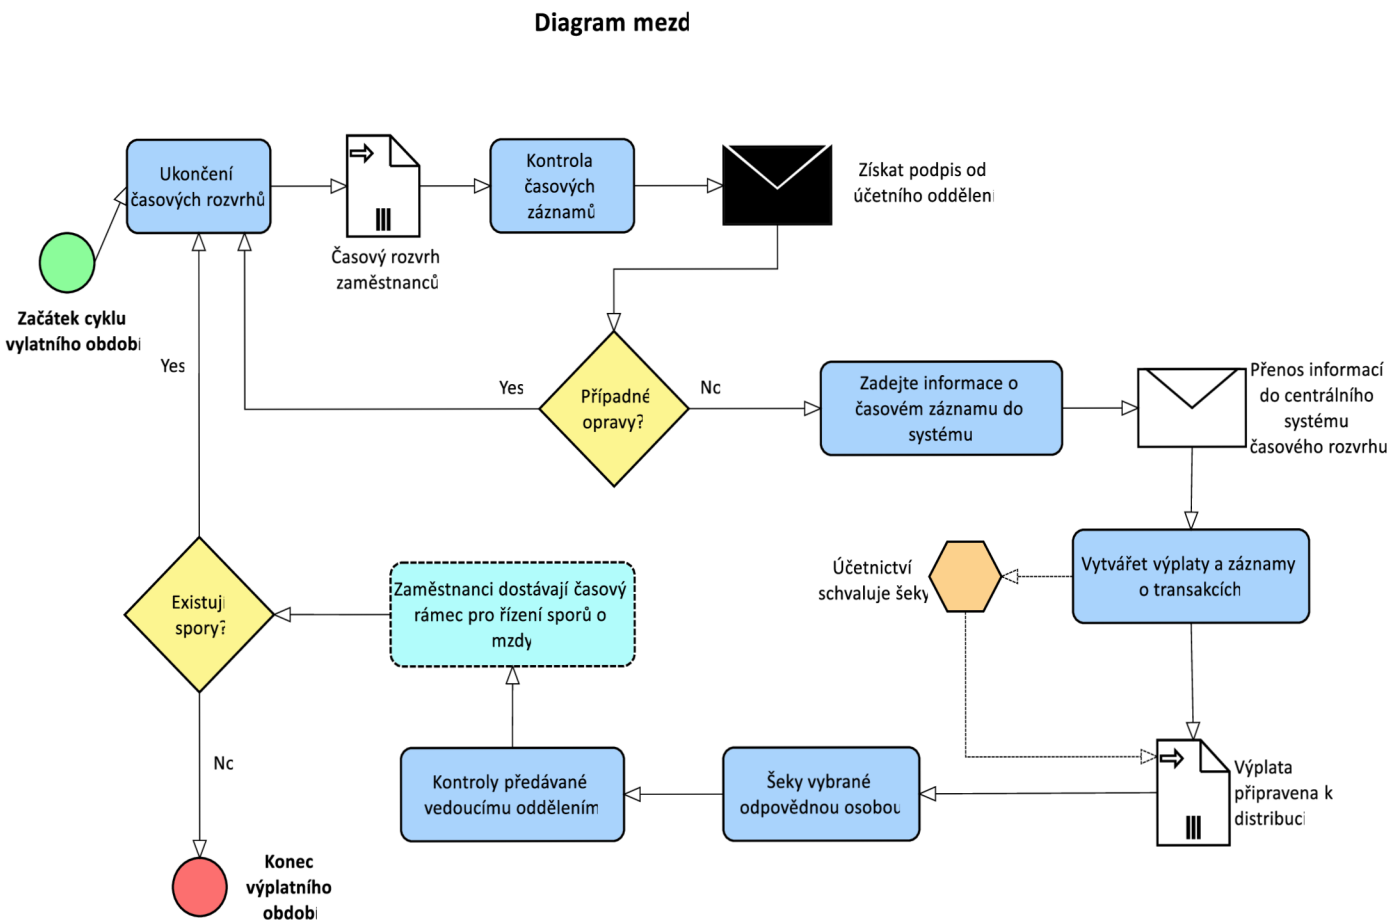 Diagram mezd
Ukončení
časových rozvrhů
Kontrola
časových
záznamů
Získat podpis od
účetního oddělení
Časový rozvrh
zaměstnanců
Začátek cyklu
vylatního období
Yes
Yes
Případné
opravy?
Nc
Zadejte informace o
časovém záznamu do
systému
Přenos informací
do centrálního
systému
časového rozvrhu
Účetnictví
schvaluje šeky
Vytvářet výplaty a záznamy
o transakcích
Zaměstnanci dostávají časový
rámec pro řízení sporů o
mzdy
Existují
spory?
Nc
Kontroly předávané
vedoucímu oddělením
Šeky vybrané
odpovědnou osobou
Výplata
připravena k
distribuci
Konec
výplatního
období